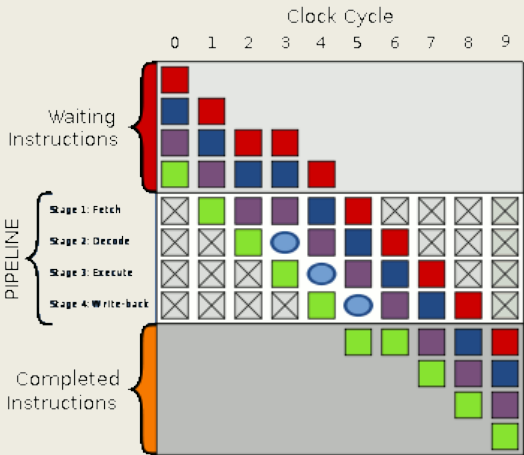 Clock Cycle
0 1 2 3 4 5 6 7 8 9
Waiting
Instructions
PIPELINE
Stage 1: Fetch
Stage 2: Decode
Stage 3: Execute
Stage 4: Write-back
Completed
Instructions